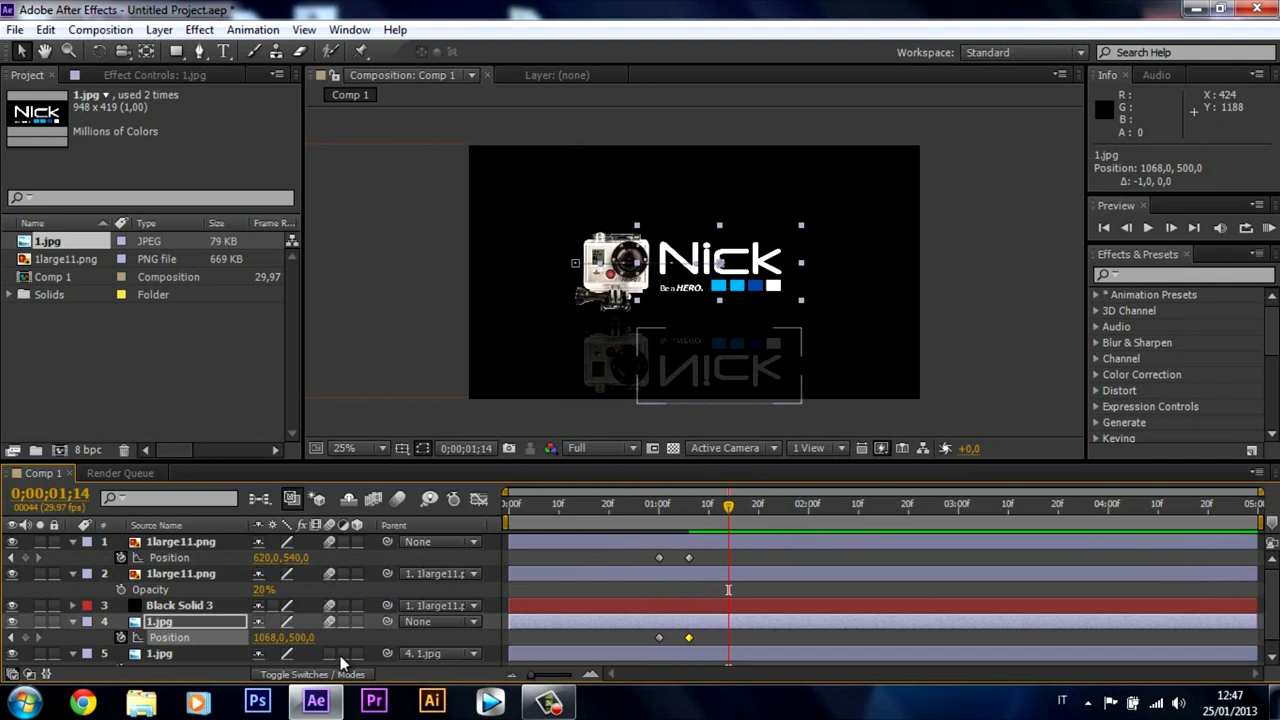 Adobe After Effects - Untitled Project.aep *
File Edit Composition Layer Effect Animation View Window Help
Workspace: Standard Search Help
Project Effect Controls: 1.jpg
Composition: Comp 1 Layer: (none)
Info Audio
1.jpg , used 2 times
948 x 419 (1,00)
Millions of Colors
Comp 1
R :
G :
B :
A : 0
X : 424
Y : 1188
1.jpg
Position: 1068,0, 500,0
Δ: -1,0, 0,0
Preview
Effects & Presets
Name Type Size Frame R...
1.jpg JPEG 79 KB
1large11.png PNG file 669 KB
Comp 1 Composition 29,97
Solids Folder
Nick
Be a HERO.
* Animation Presets
3D Channel
Audio
Blur & Sharpen
Channel
Color Correction
Distort
Expression Controls
Generate
Keying
8 bpc
25% 0;00;01;14 Full Active Camera 1 View +0,0
Comp 1 Render Queue
0;00;01;14
00044 (29.97 fps)
:00F 10f 20f 01:00f 10f 20f 02:00f 10f 20f 03:00f 10f 20f 04:00f 10f 20f 05:0
# Source Name Parent
1 1large11.png None
Position 620,0,540,0
2 1large11.png 1. 1large11.p
Opacity 20%
3 Black Solid 3 1. 1large11.p
4 1.jpg None
Position 1068,0,500,0
5 1.jpg 4. 1.jpg
Toggle Switches / Modes
Ps Ae Pr Ai
IT
12:47
25/01/2013